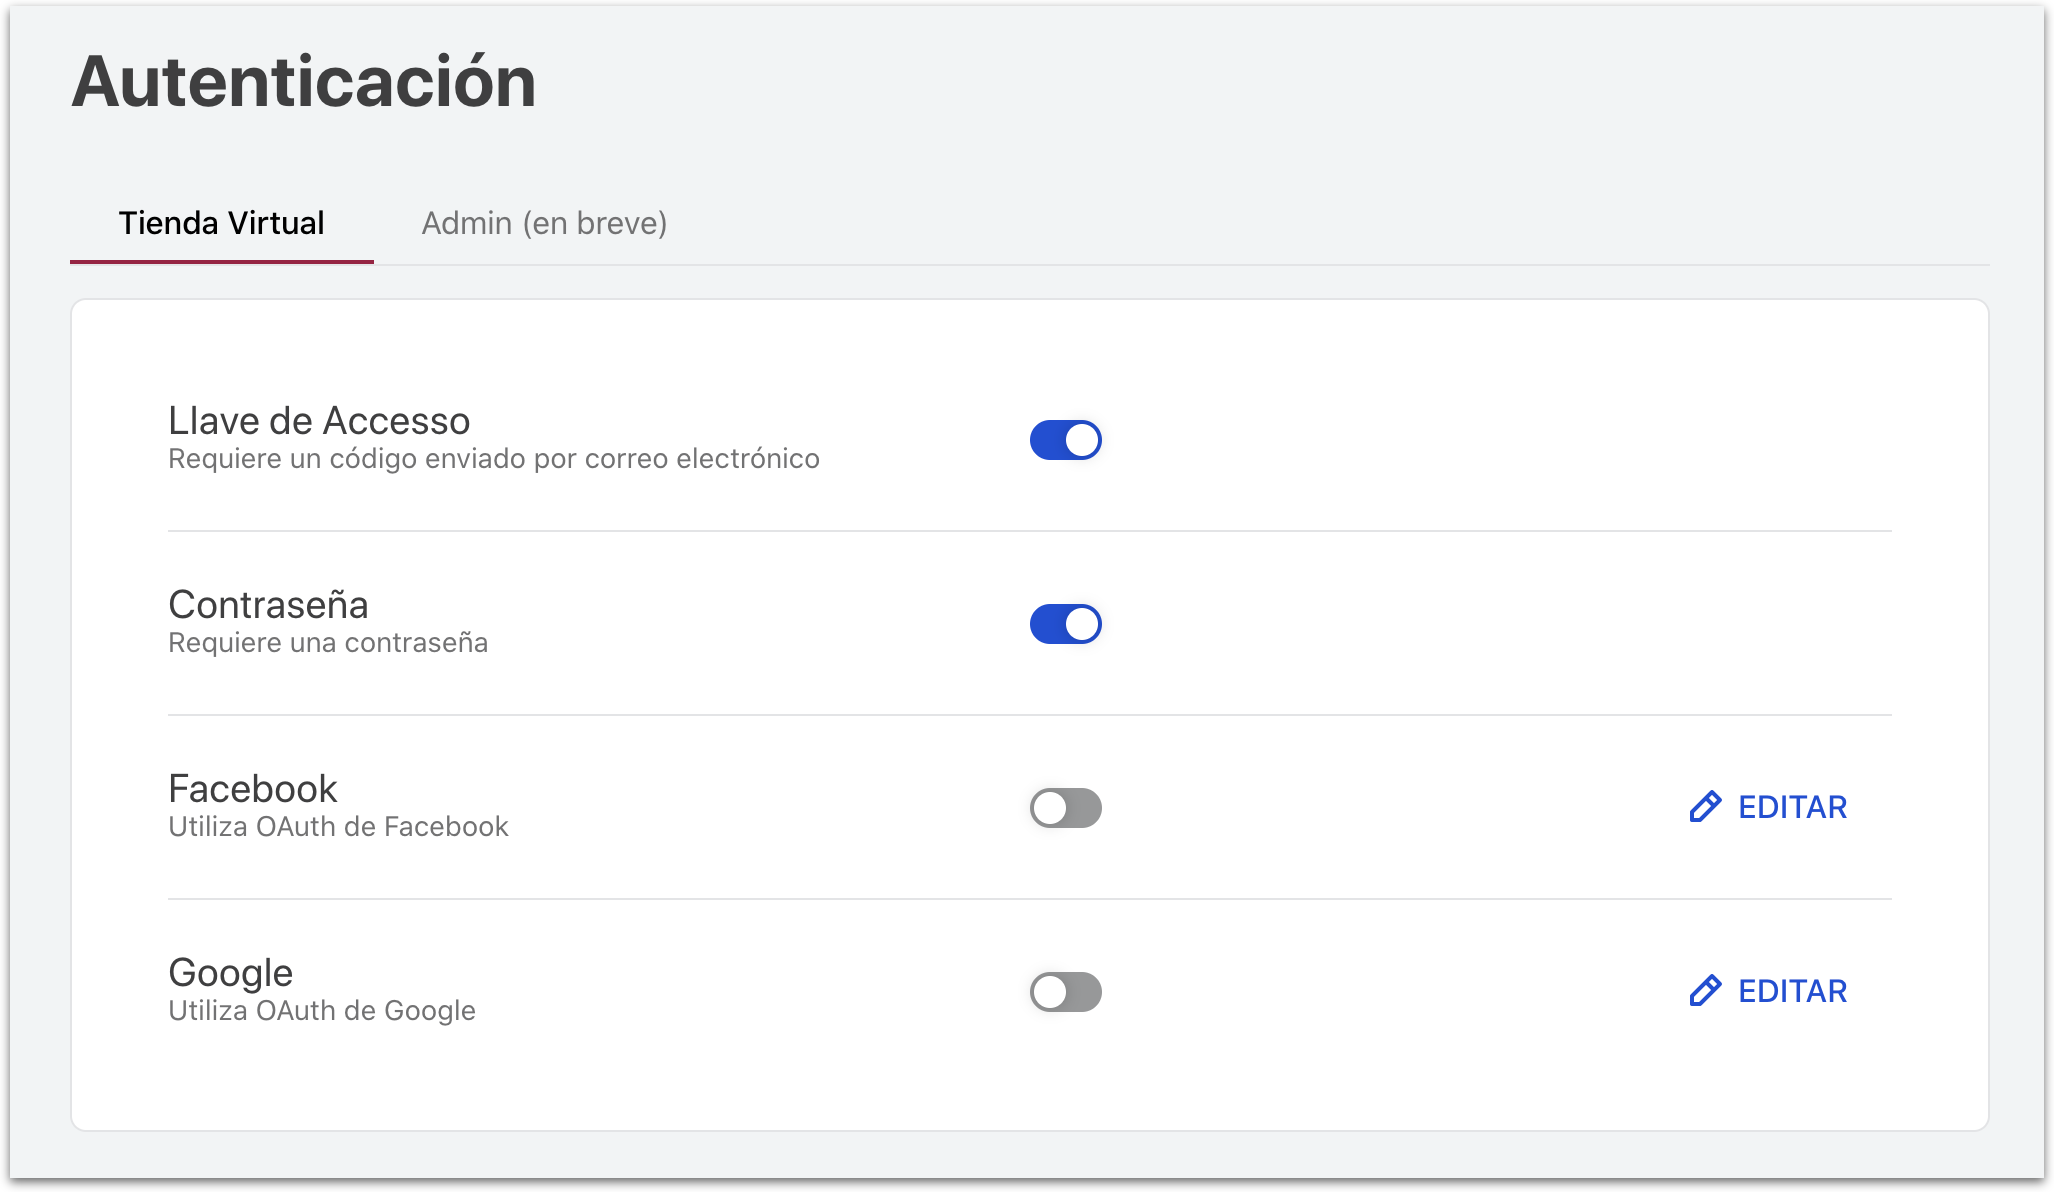 Autenticación
Tienda Virtual
Admin (en breve)
Llave de Accesso
Requiere un código enviado por correo electrónico
Contraseña
Requiere una contraseña
Facebook
Utiliza OAuth de Facebook
EDITAR
Google
Utiliza OAuth de Google
EDITAR